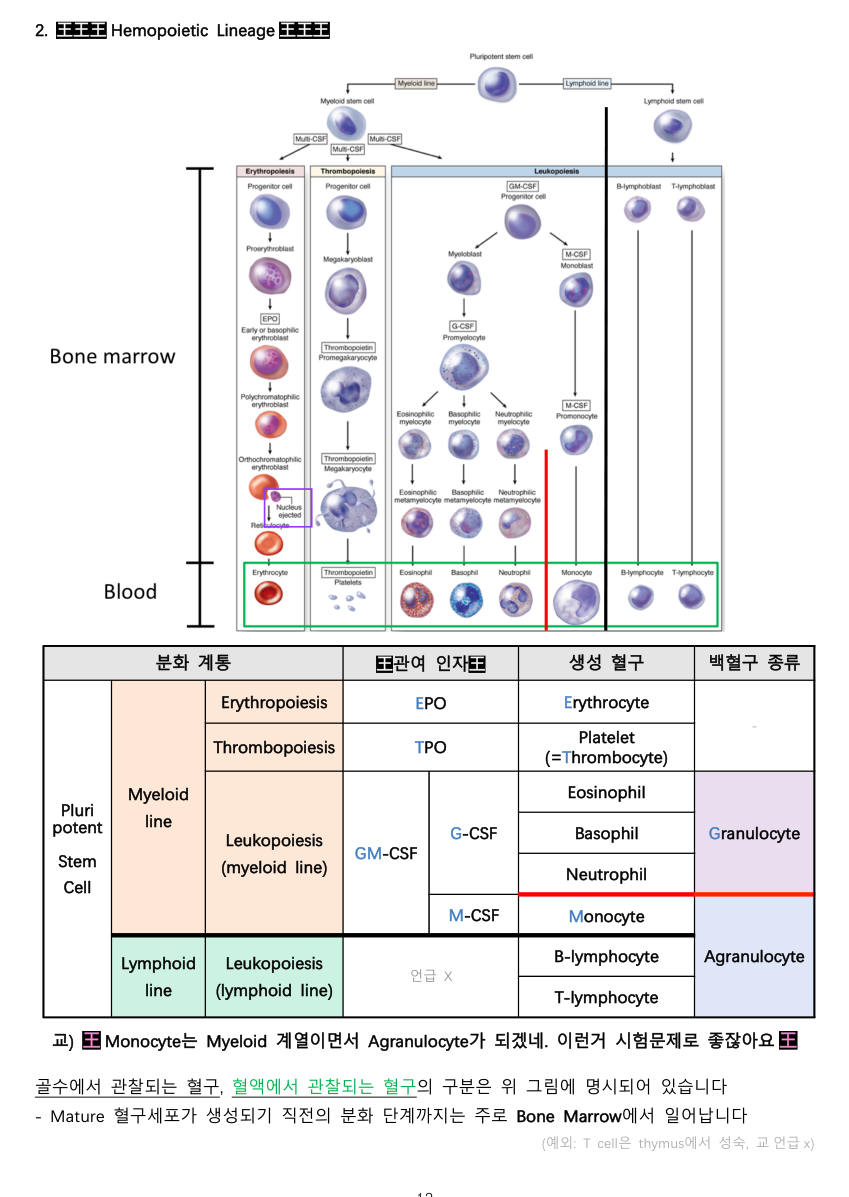 2. 王王王 Hemopoietic Lineage 王王王
Pluripotent stem cell
Myeloid line
Lymphoid line
Myeloid stem cell
Lymphoid stem cell
Multi-CSF
Multi-CSF
Multi-CSF
Erythropoiesis
Thrombopoiesis
Leukopoiesis
Progenitor cell
Progenitor cell
GM-CSF
Progenitor cell
B-lymphoblast
T-lymphoblast
Proerythroblast
Megakaryoblast
Myeloblast
M-CSF
Monoblast
EPO
Early or basophilic
erythroblast
Thrombopoietin
Promegakaryocyte
G-CSF
Promyelocyte
Bone marrow
Polychromatophilic
erythroblast
Eosinophilic
myelocyte
Basophilic
myelocyte
Neutrophilic
myelocyte
M-CSF
Promonocyte
Orthochromatophilic
erythroblast
Thrombopoietin
Megakaryocyte
Nucleus
ejected
Eosinophilic
metamyelocyte
Basophilic
metamyelocyte
Neutrophilic
metamyelocyte
Reticulocyte
Blood
Erythrocyte
Thrombopoietin
Platelets
Eosinophil
Basophil
Neutrophil
Monocyte
B-lymphocyte
T-lymphocyte
분화 계통
王관여 인자王
생성 혈구
백혈구 종류
Pluri
potent
Stem
Cell
Myeloid
line
Erythropoiesis
EPO
Erythrocyte
-
Thrombopoiesis
TPO
Platelet
(=Thrombocyte)
Leukopoiesis
(myeloid line)
GM-CSF
G-CSF
Eosinophil
Basophil
Neutrophil
Granulocyte
M-CSF
Monocyte
Agranulocyte
Lymphoid
line
Leukopoiesis
(lymphoid line)
언급 X
B-lymphocyte
T-lymphocyte
교) 王 Monocyte는 Myeloid 계열이면서 Agranulocyte가 되겠네. 이런거 시험문제로 좋잖아요 王
골수에서 관찰되는 혈구, 혈액에서 관찰되는 혈구의 구분은 위 그림에 명시되어 있습니다
- Mature 혈구세포가 생성되기 직전의 분화 단계까지는 주로 Bone Marrow에서 일어납니다
(예외: T cell은 thymus에서 성숙, 교 언급 x)